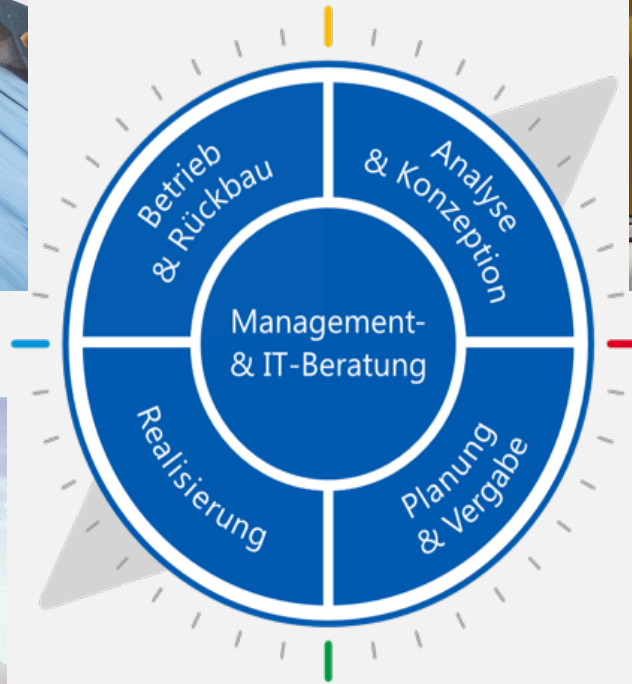 Betrieb
& Rückbau
Analyse
& Konzeption
Management-
& IT-Beratung
Realisierung
Planung
& Vergabe